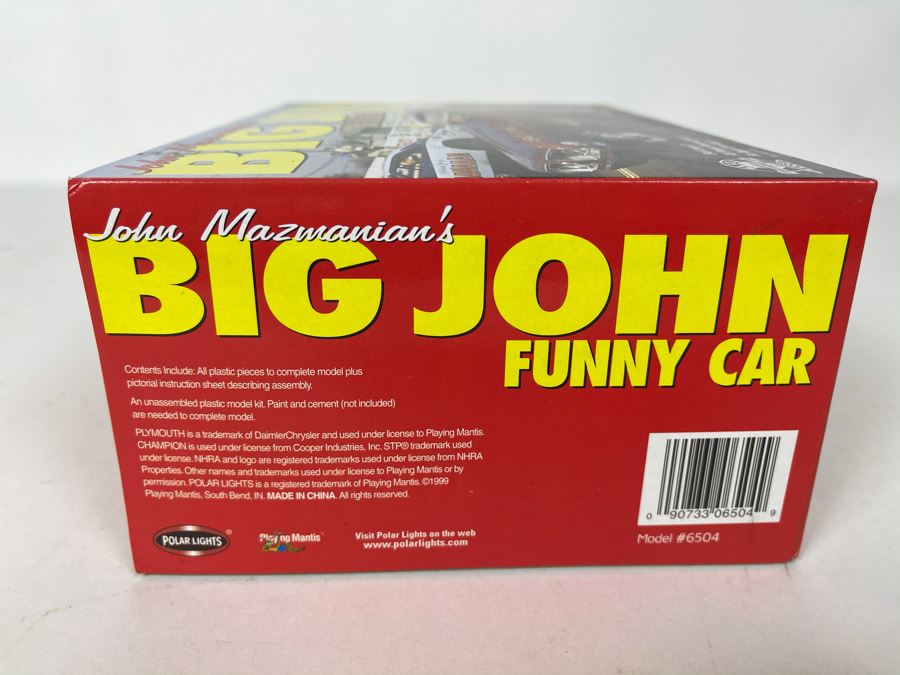 BIG
John Mazmanian's
BIG JOHN
FUNNY CAR
Contents Include: All plastic pieces to complete model plus
pictorial instruction sheet describing assembly.
An unassembled plastic model kit. Paint and cement (not included)
are needed to complete model.
PLYMOUTH is a trademark of DaimlerChrysler and used under license to Playing Mantis.
CHAMPION is used under license from Cooper Industries, Inc. STP® trademark used
under license. NHRA and logo are registered trademarks used under license from NHRA
Properties. Other names and trademarks used under license to Playing Mantis or by
permission. POLAR LIGHTS is a registered trademark of Playing Mantis. ©1999
Playing Mantis, South Bend, IN. MADE IN CHINA. All rights reserved.
0 90733 06504 9
Model #6504
POLAR LIGHTS®
Playing Mantis
Visit Polar Lights on the web
www.polarlights.com